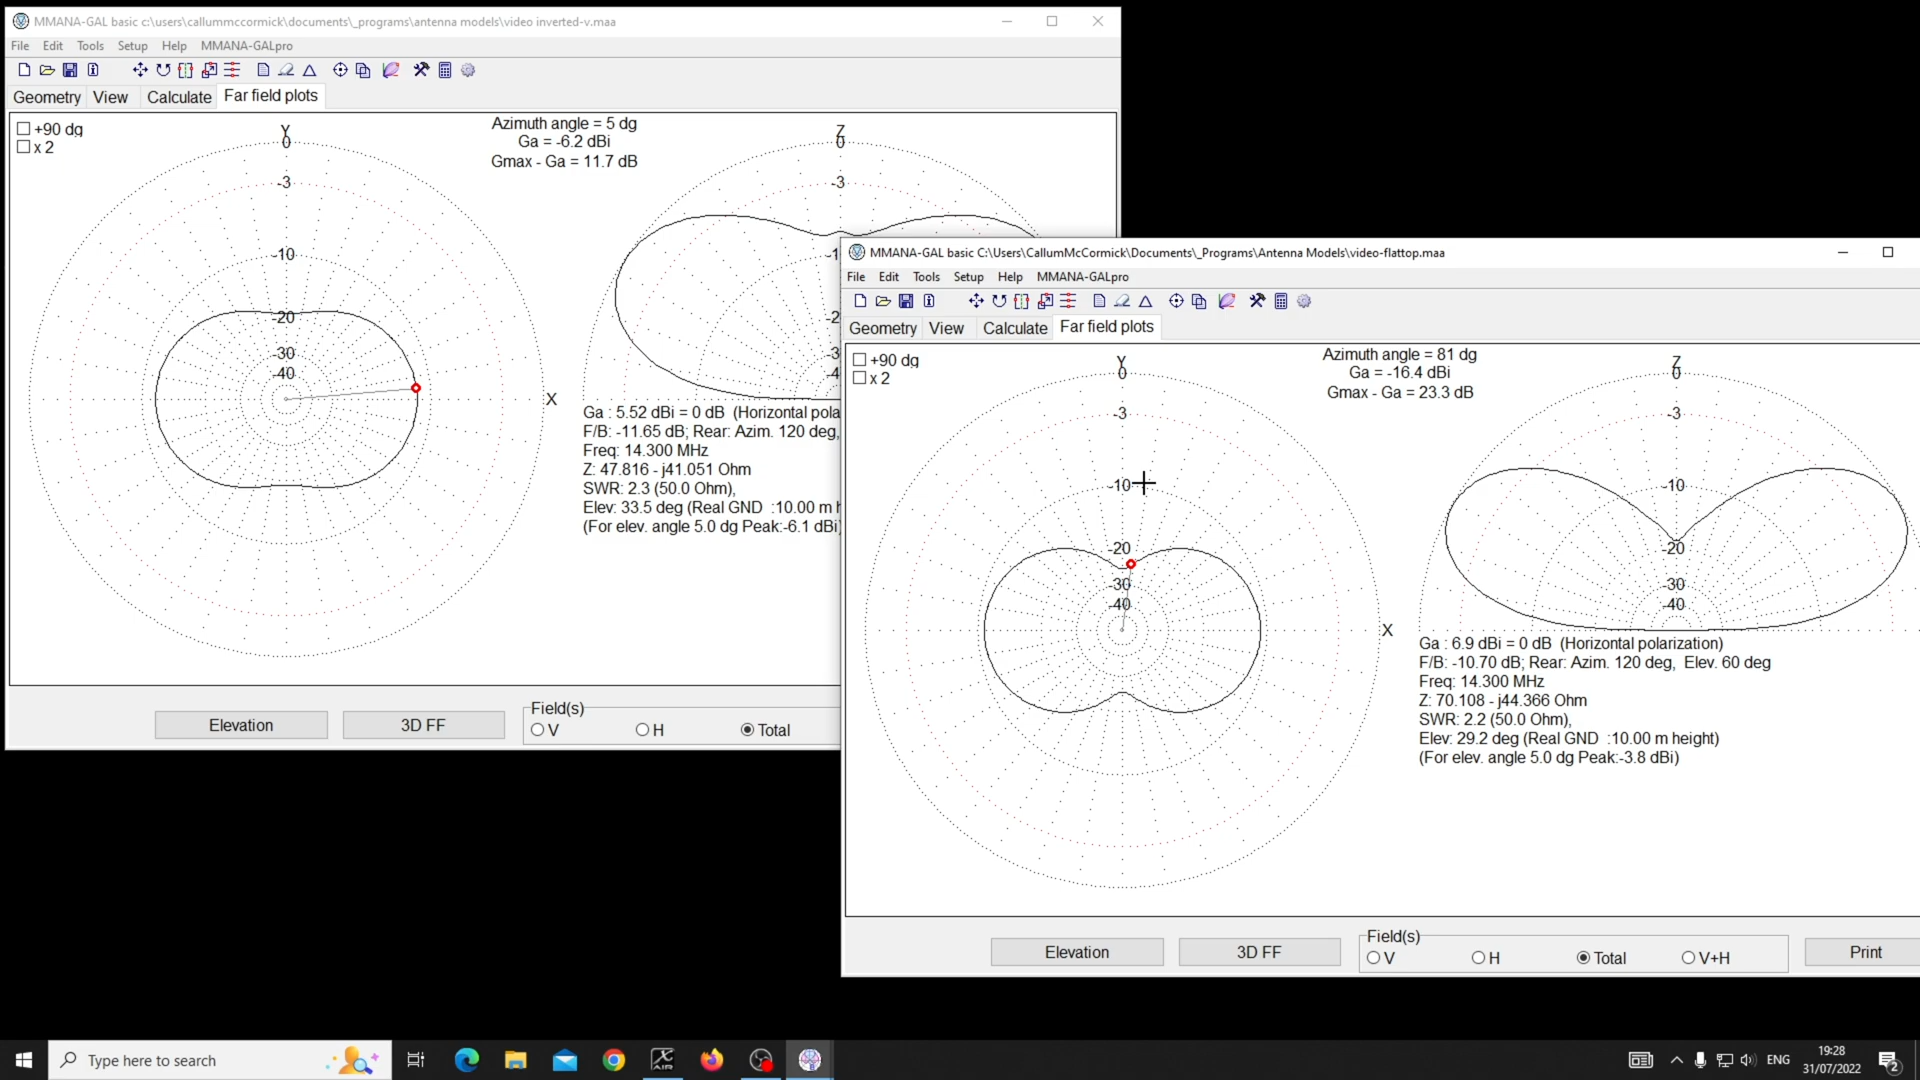 MMANA-GAL basic c:\users\callummccormick\documents\_programs\antenna models\video inverted-v.maa
File Edit Tools Setup Help MMANA-GALpro
Geometry View Calculate Far field plots
+90 dg
x 2
Y
0
-3
-10
-20
-30
-40
X
Azimuth angle = 5 dg
Ga = -6.2 dBi
Gmax - Ga = 11.7 dB
Z
0
-3
Ga : 5.52 dBi = 0 dB (Horizontal pola
F/B: -11.65 dB; Rear: Azim. 120 deg,
Freq: 14.300 MHz
Z: 47.816 - j41.051 Ohm
SWR: 2.3 (50.0 Ohm),
Elev: 33.5 deg (Real GND :10.00 m h
(For elev. angle 5.0 dg Peak:-6.1 dBi)
Elevation 3D FF
Field(s)
V H Total
MMANA-GAL basic C:\Users\CallumMcCormick\Documents\_Programs\Antenna Models\video-flattop.maa
File Edit Tools Setup Help MMANA-GALpro
Geometry View Calculate Far field plots
+90 dg
x 2
Y
0
-3
-10
-20
-30
-40
X
Azimuth angle = 81 dg
Ga = -16.4 dBi
Gmax - Ga = 23.3 dB
Z
0
-3
-10
-20
-30
-40
Ga : 6.9 dBi = 0 dB (Horizontal polarization)
F/B: -10.70 dB; Rear: Azim. 120 deg, Elev. 60 deg
Freq: 14.300 MHz
Z: 70.108 - j44.366 Ohm
SWR: 2.2 (50.0 Ohm),
Elev: 29.2 deg (Real GND :10.00 m height)
(For elev. angle 5.0 dg Peak:-3.8 dBi)
Elevation 3D FF
Field(s)
V H Total V+H
Print
Type here to search
ENG
19:28
31/07/2022
2